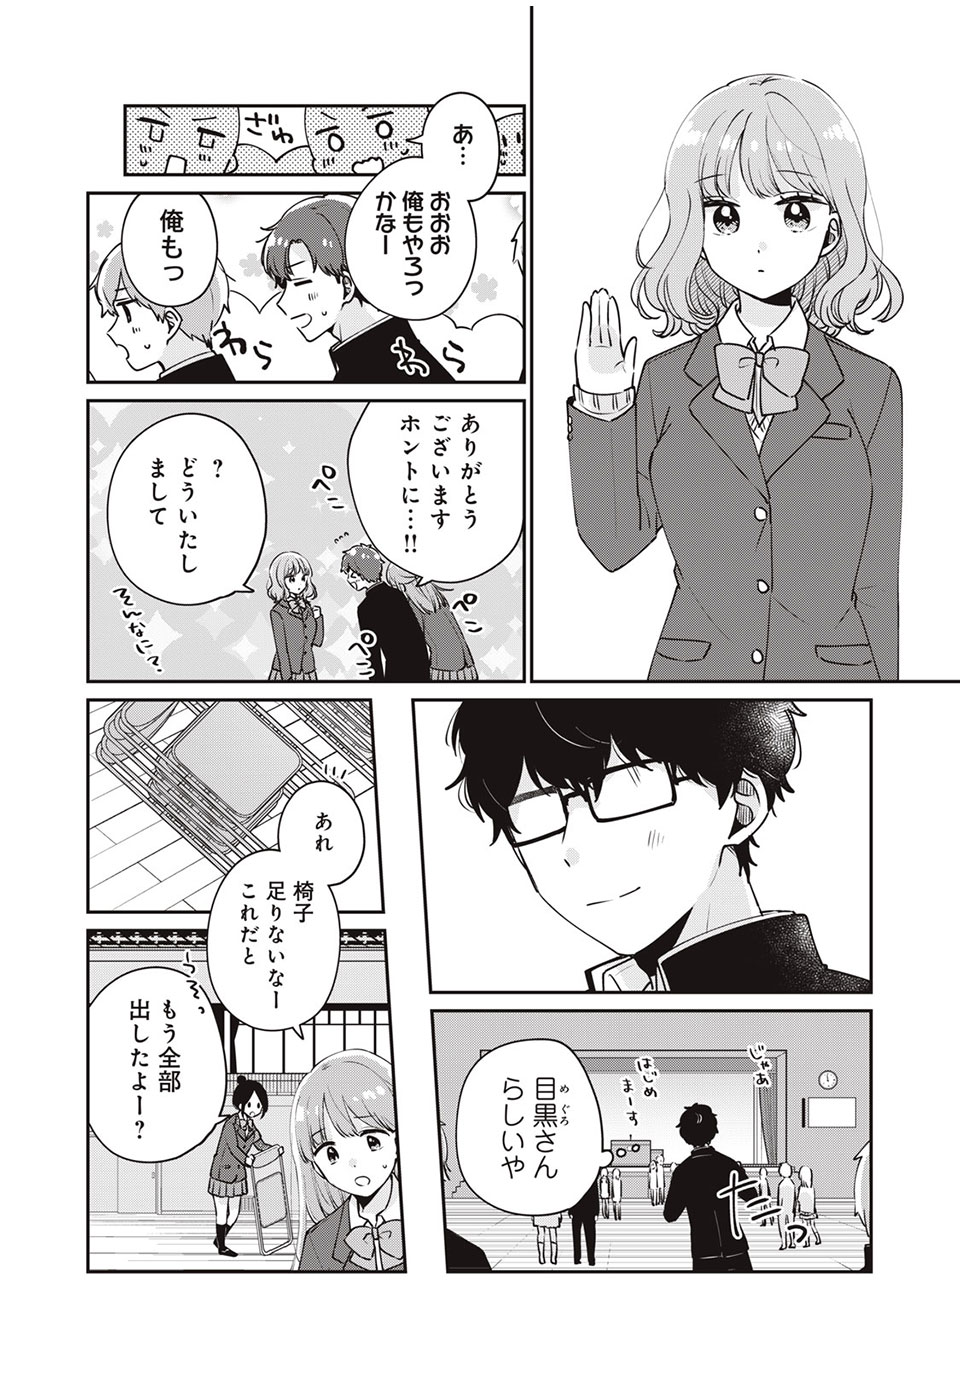 ざわ
あ…
おおお
俺もやろっ
かなー
俺もっ
わら
わら
ありがとう
ございます
ホントに…!!
ペこ
ペこ
ペこ
?
どういたし
まして
そんなに?
じゃあ
はじめ
まーす
目黒さん
めぐろ
らしいや
たっ
あれ
椅子
足りないなー
これだと
もう全部
出したよー?